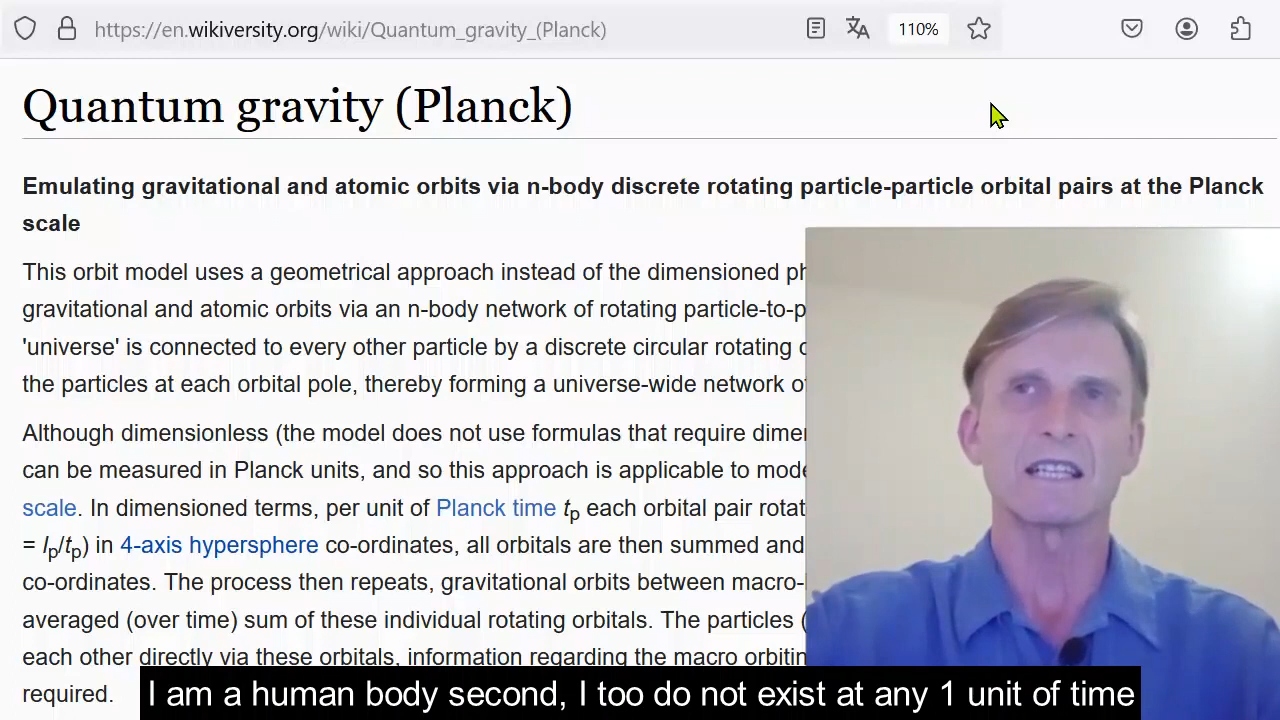 https://en.wikiversity.org/wiki/Quantum_gravity_(Planck)
110%
Quantum gravity (Planck)
Emulating gravitational and atomic orbits via n-body discrete rotating particle-particle orbital pairs at the Planck
scale
This orbit model uses a geometrical approach instead of the dimensioned ph
gravitational and atomic orbits via an n-body network of rotating particle-to-p
'universe' is connected to every other particle by a discrete circular rotating
the particles at each orbital pole, thereby forming a universe-wide network
Although dimensionless (the model does not use formulas that require dime
can be measured in Planck units, and so this approach is applicable to mod
scale. In dimensioned terms, per unit of Planck time tp each orbital pair rotat
= lp/tp) in 4-axis hypersphere co-ordinates, all orbitals are then summed and
co-ordinates. The process then repeats, gravitational orbits between macro-
averaged (over time) sum of these individual rotating orbitals. The particles (
each other directly via these orbitals, information regarding the macro orbitin
required.
I am a human body second, I too do not exist at any 1 unit of time